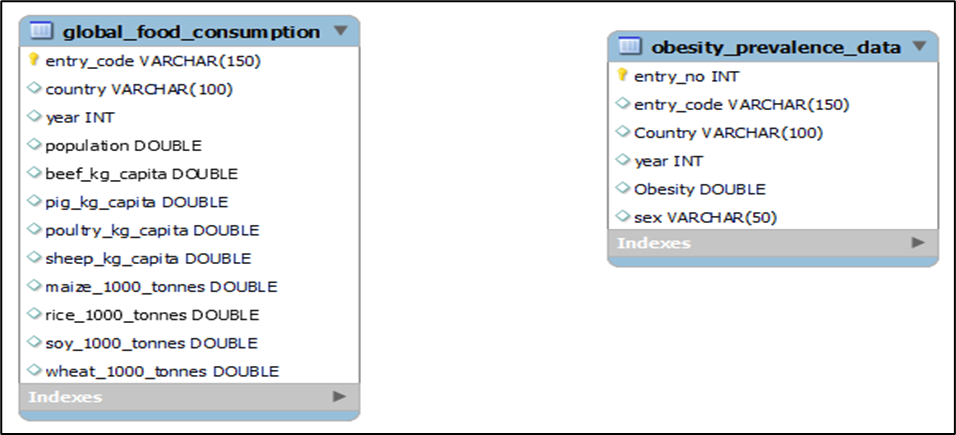 global_food_consumption
entry_code VARCHAR(150)
country VARCHAR(100)
year INT
population DOUBLE
beef_kg_capita DOUBLE
pig_kg_capita DOUBLE
poultry_kg_capita DOUBLE
sheep_kg_capita DOUBLE
maize_1000_tonnes DOUBLE
rice_1000_tonnes DOUBLE
soy_1000_tonnes DOUBLE
wheat_1000_tonnes DOUBLE
Indexes
obesity_prevalence_data
entry_no INT
entry_code VARCHAR(150)
Country VARCHAR(100)
year INT
Obesity DOUBLE
sex VARCHAR(50)
Indexes